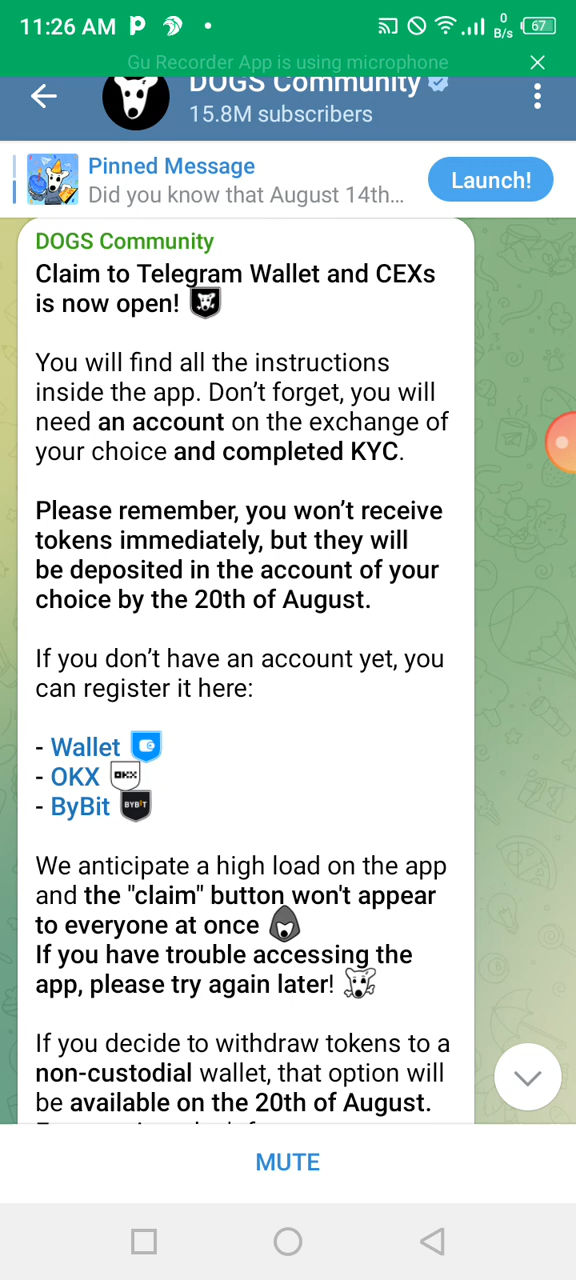 11:26 AM
0
B/s
67
Gu Recorder App is using microphone
DOGS Community
15.8M subscribers
Pinned Message
Did you know that August 14th...
Launch!
DOGS Community
Claim to Telegram Wallet and CEXs
is now open!
You will find all the instructions
inside the app. Don’t forget, you will
need an account on the exchange of
your choice and completed KYC.
Please remember, you won’t receive
tokens immediately, but they will
be deposited in the account of your
choice by the 20th of August.
If you don’t have an account yet, you
can register it here:
- Wallet
- OKX OKX
- ByBit BYBIT
We anticipate a high load on the app
and the "claim" button won't appear
to everyone at once
If you have trouble accessing the
app, please try again later!
If you decide to withdraw tokens to a
non-custodial wallet, that option will
be available on the 20th of August.
MUTE